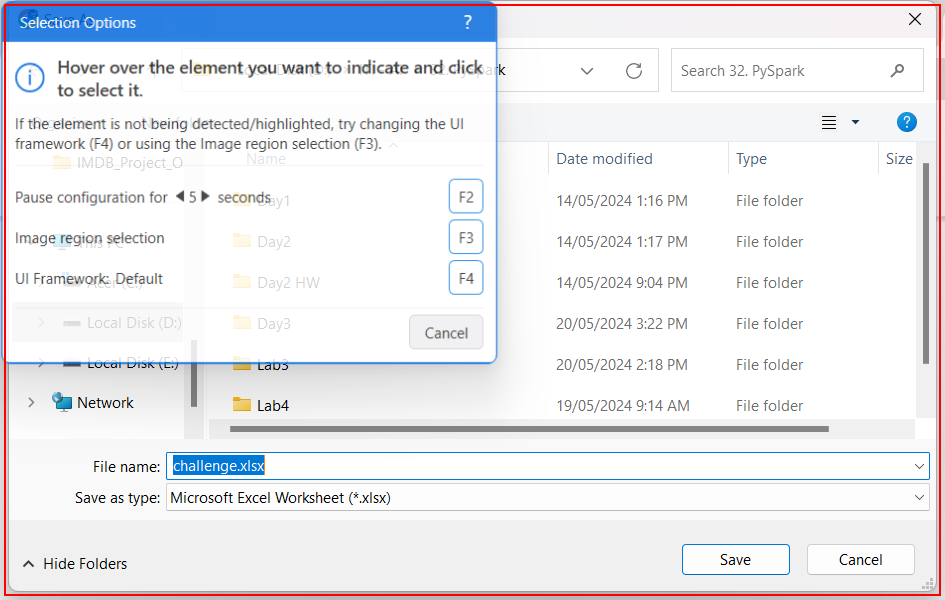 Selection Options
?
Hover over the element you want to indicate and click
to select it.
If the element is not being detected/highlighted, try changing the UI
framework (F4) or using the Image region selection (F3).
Pause configuration for 5 seconds
F2
Image region selection
F3
UI Framework: Default
F4
Cancel
Search 32. PySpark
?
Name
Date modified
Type
Size
IMDB_Project_O
Day1
14/05/2024 1:16 PM
File folder
Day2
14/05/2024 1:17 PM
File folder
Day2 HW
14/05/2024 9:04 PM
File folder
Local Disk (D:)
Day3
20/05/2024 3:22 PM
File folder
Local Disk (E:)
Lab3
20/05/2024 2:18 PM
File folder
Network
Lab4
19/05/2024 9:14 AM
File folder
File name: challenge.xlsx
Save as type: Microsoft Excel Worksheet (*.xlsx)
Hide Folders
Save
Cancel